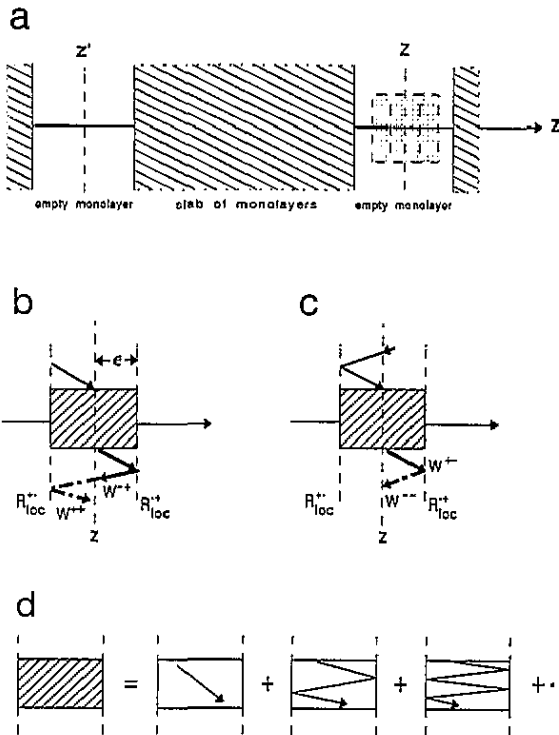 a
z'
z
z
empty monolayer
slab of monolayers
empty monolayer
b
c
ϵ
R^{+-}_{loc}
W^{++}
W^{-+}
R^{-+}_{loc}
z
R^{+-}_{loc}
W^{--}
W^{+-}
R^{-+}_{loc}
z
d
= + + + ·